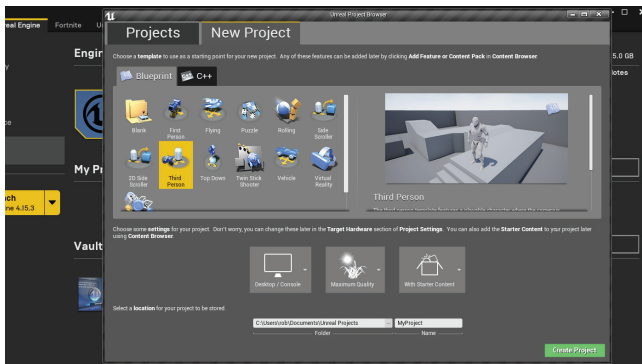 Unreal Project Browser
Fortnite
Projects
New Project
Choose a template to use as a starting point for your new project. Any of these features can be added later by clicking Add Feature or Content Pack in Content Browser.
Blueprint
C++
Blank
First Person
Flying
Puzzle
Rolling
Side Scroller
2D Side Scroller
Third Person
Top Down
Twin Stick Shooter
Vehicle
Virtual Reality
Third Person
Choose some settings for your project. Don't worry, you can change these later in the Target Hardware section of Project Settings. You can also add the Starter Content to your project later
using Content Browser.
Desktop / Console
Maximum Quality
With Starter Content
Select a location for your project to be stored.
C:\Users\rob\Documents\Unreal Projects
...
MyProject
Folder
Name
Create Project
Engin
My Pr
Vault
ne 4.15.3
5.0 GB